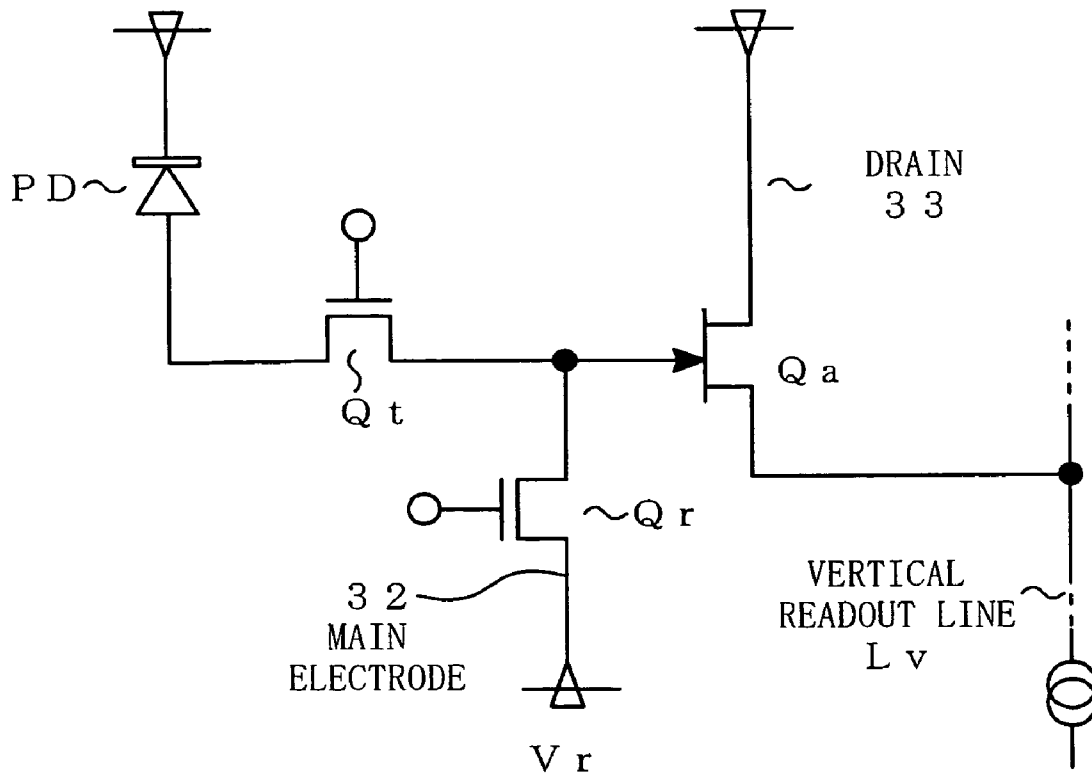 PD
DRAIN
33
Qt
Qa
Qr
32
MAIN
ELECTRODE
VERTICAL
READOUT LINE
Lv
Vr